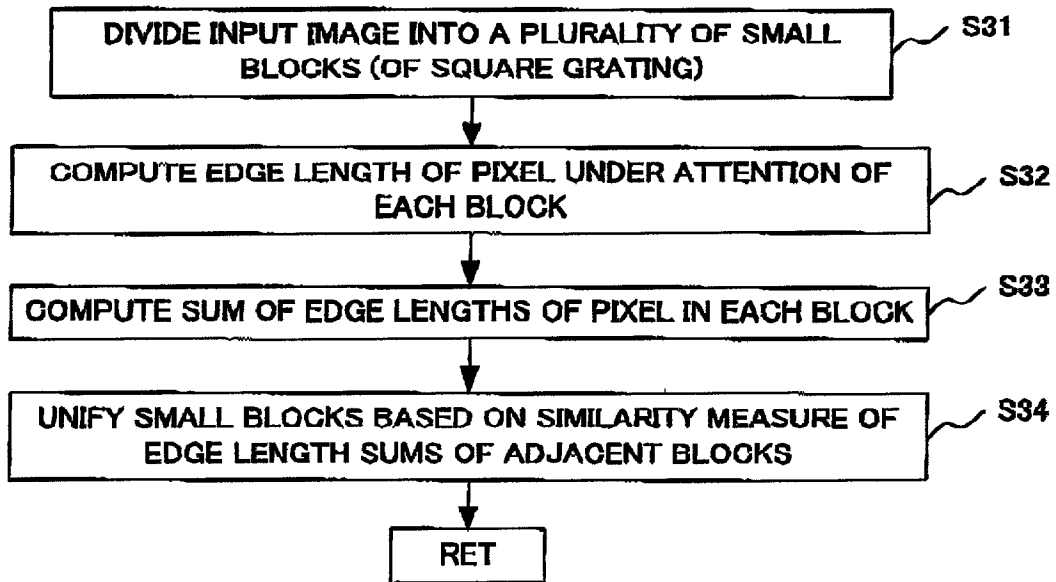 DIVIDE INPUT IMAGE INTO A PLURALITY OF SMALL
BLOCKS (OF SQUARE GRATING)
S31
COMPUTE EDGE LENGTH OF PIXEL UNDER ATTENTION OF
EACH BLOCK
S32
COMPUTE SUM OF EDGE LENGTHS OF PIXEL IN EACH BLOCK
S33
UNIFY SMALL BLOCKS BASED ON SIMILARITY MEASURE OF
EDGE LENGTH SUMS OF ADJACENT BLOCKS
S34
RET